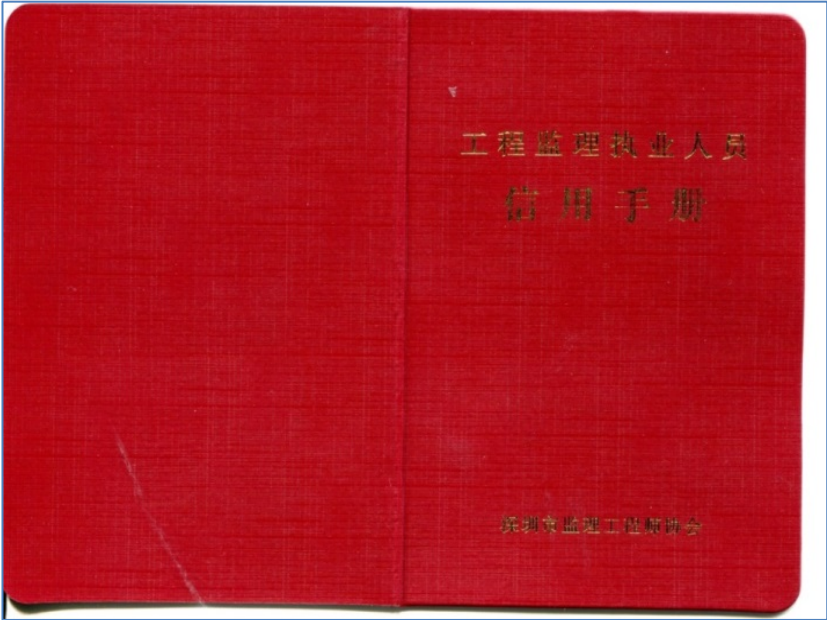 工程监理执业人员
信用手册
深圳市监理工程师协会